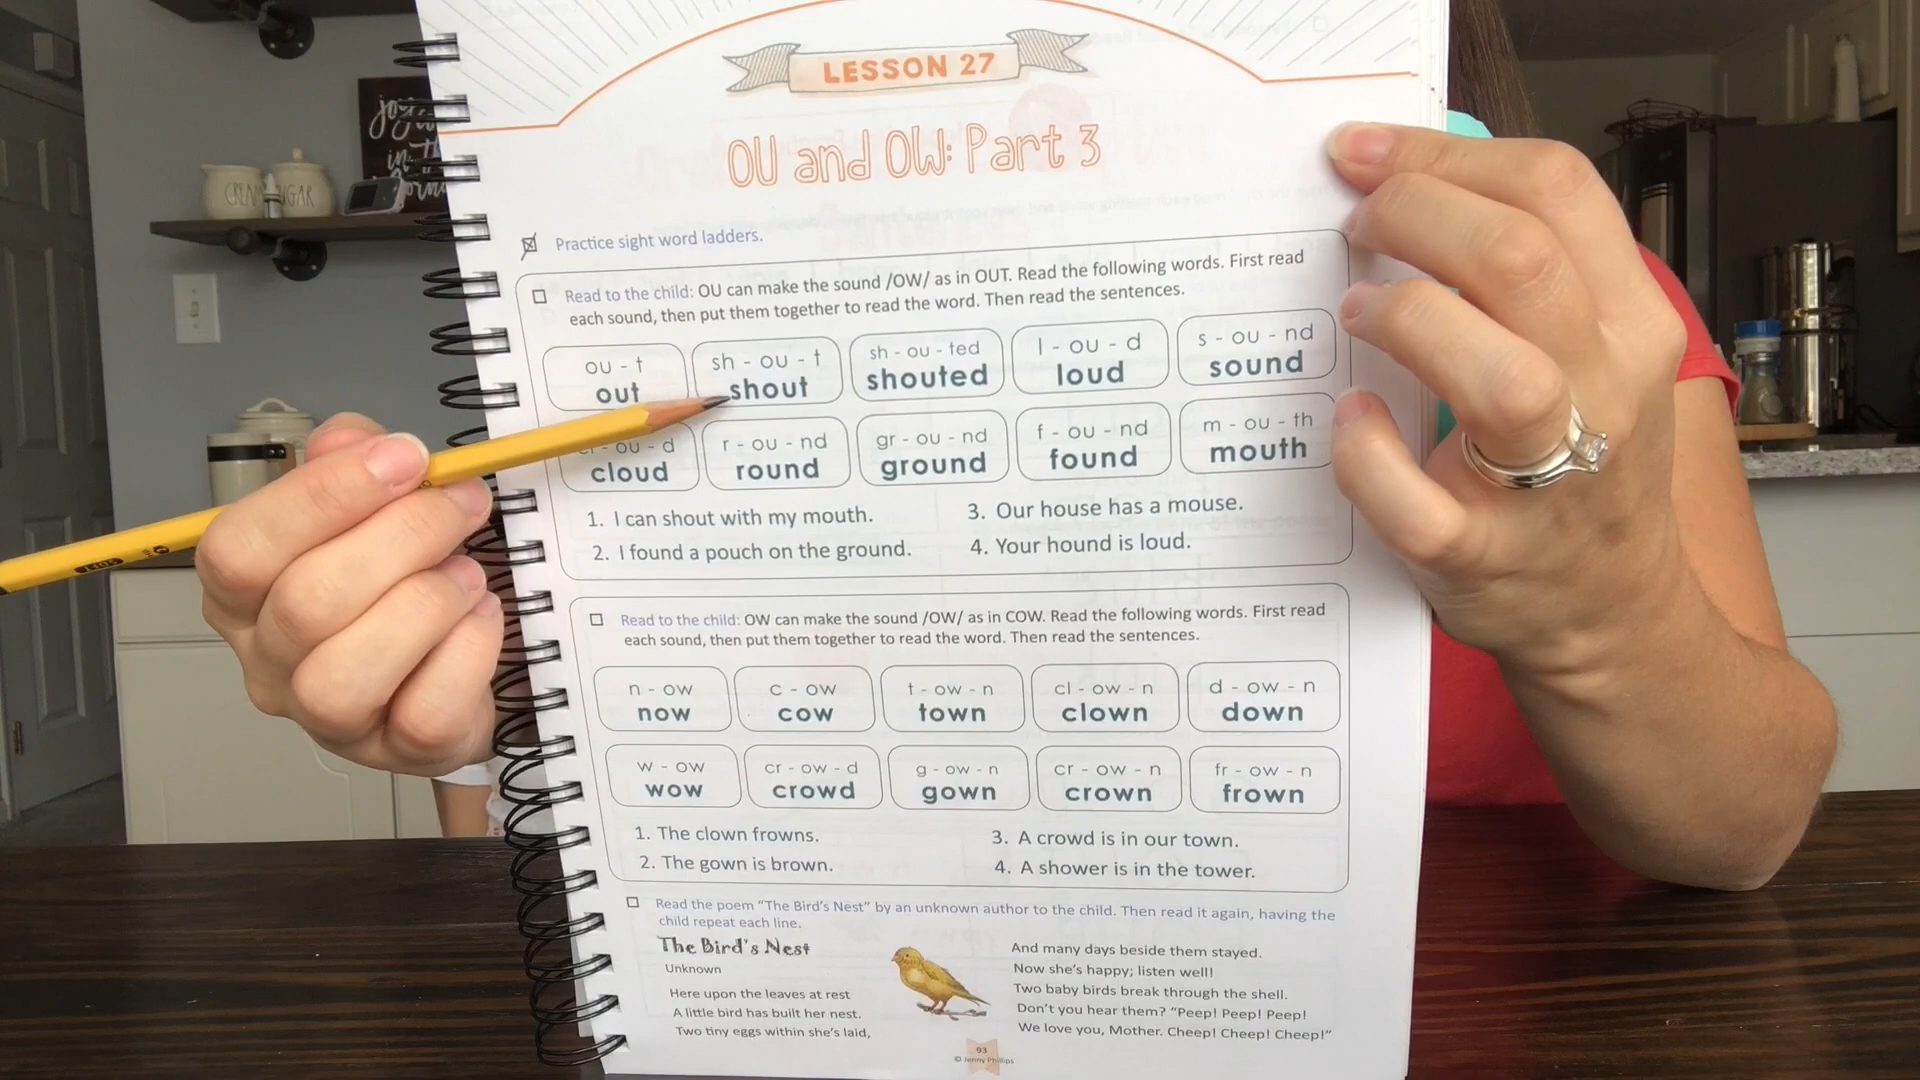 LESSON 27
OU and OW: Part 3
Practice sight word ladders.
Read to the child: OU can make the sound /OW/ as in OUT. Read the following words. First read
each sound, then put them together to read the word. Then read the sentences.
ou - t
out
sh - ou - t
shout
sh - ou - ted
shouted
l - ou - d
loud
s - ou - nd
sound
ou - d
cloud
r - ou - nd
round
gr - ou - nd
ground
f - ou - nd
found
m - ou - th
mouth
1. I can shout with my mouth.
2. I found a pouch on the ground.
3. Our house has a mouse.
4. Your hound is loud.
Read to the child: OW can make the sound /OW/ as in COW. Read the following words. First read
each sound, then put them together to read the word. Then read the sentences.
n - ow
now
c - ow
cow
t - ow - n
town
cl - ow - n
clown
d - ow - n
down
w - ow
wow
cr - ow - d
crowd
g - ow - n
gown
cr - ow - n
crown
fr - ow - n
frown
1. The clown frowns.
2. The gown is brown.
3. A crowd is in our town.
4. A shower is in the tower.
Read the poem “The Bird’s Nest” by an unknown author to the child. Then read it again, having the
child repeat each line.
The Bird's Nest
Unknown
Here upon the leaves at rest
A little bird has built her nest.
Two tiny eggs within she's laid,
And many days beside them stayed.
Now she's happy; listen well!
Two baby birds break through the shell.
Don't you hear them? "Peep! Peep! Peep!
We love you, Mother. Cheep! Cheep! Cheep!"
93
© Jenny Phillips
CREAM
SUGAR
in